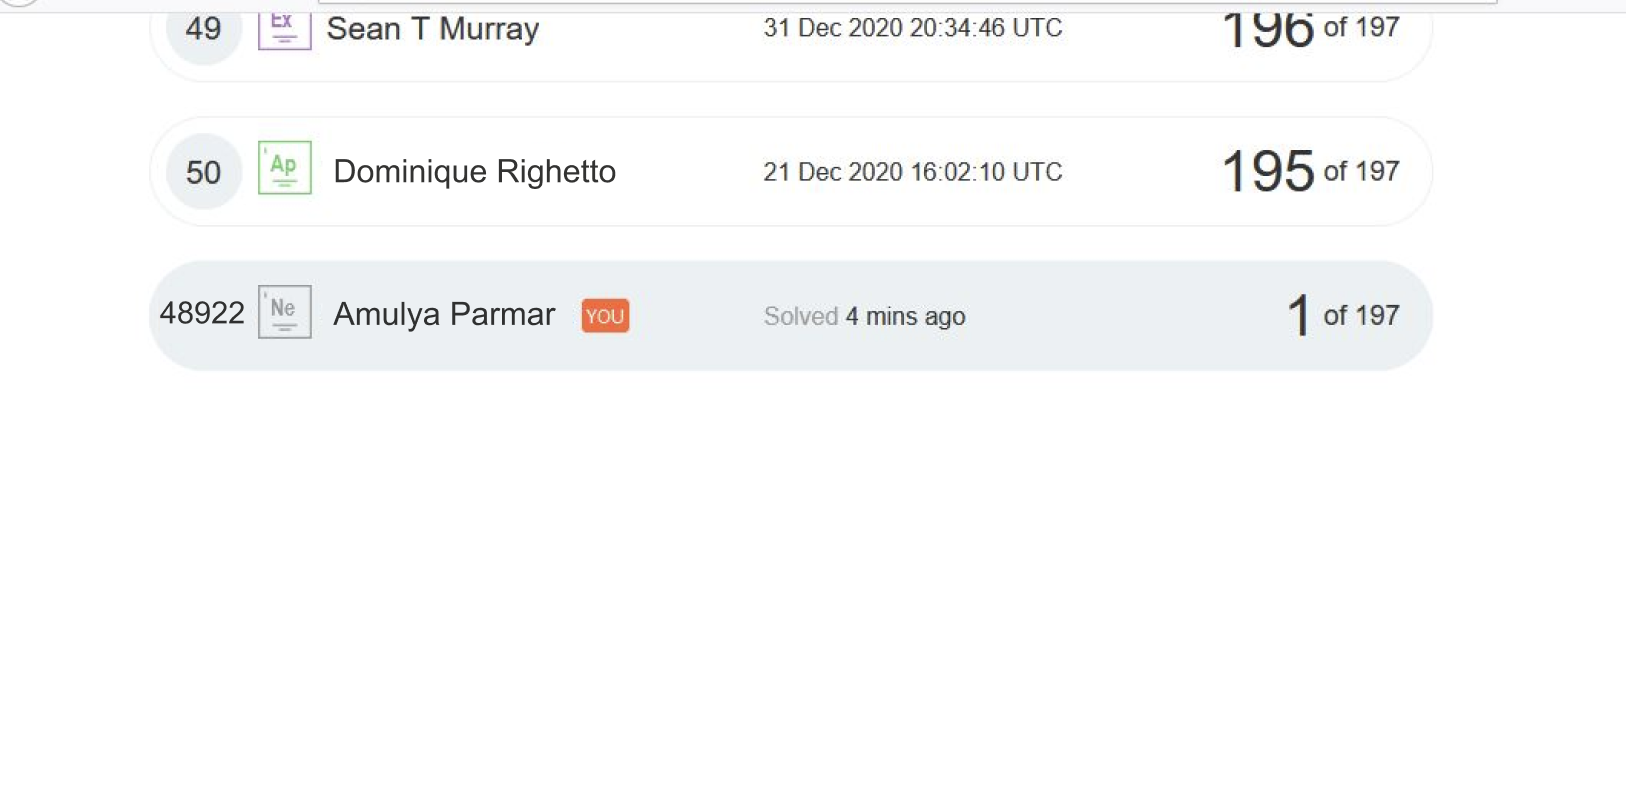 49 Ex Sean T Murray 31 Dec 2020 20:34:46 UTC 196 of 197
50 Ap Dominique Righetto 21 Dec 2020 16:02:10 UTC 195 of 197
48922 Ne Amulya Parmar YOU Solved 4 mins ago 1 of 197